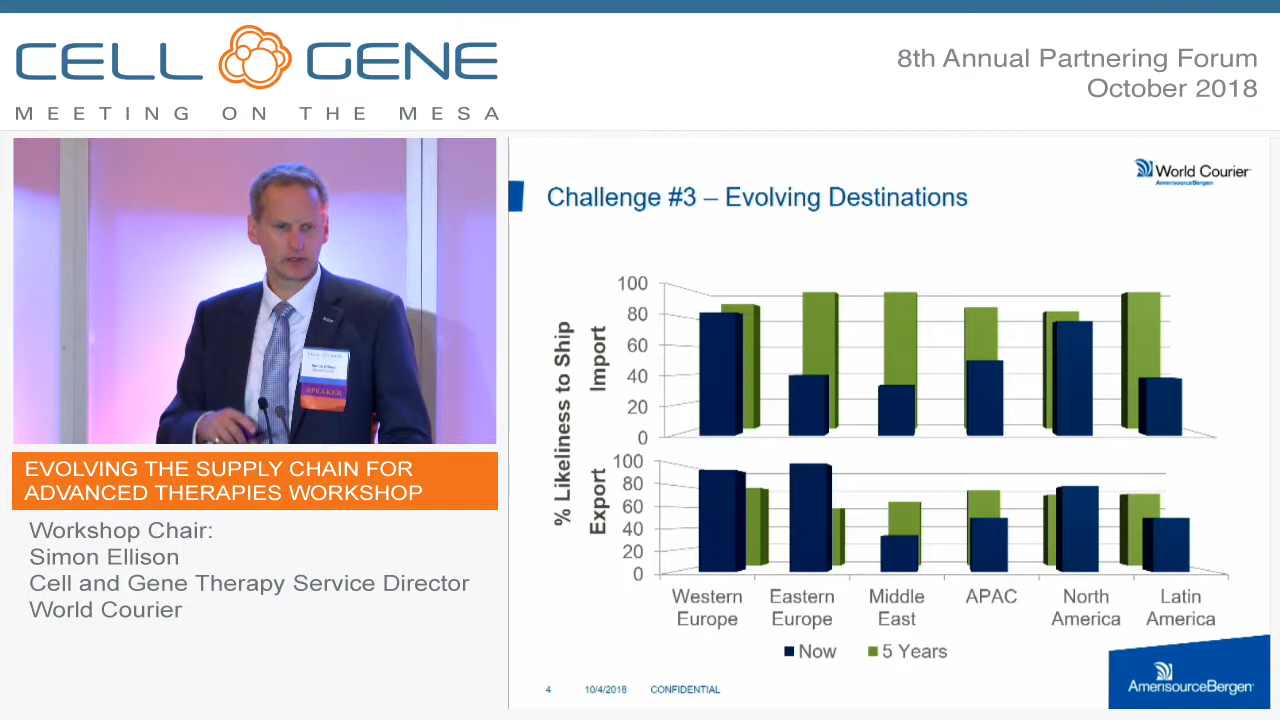 CELL GENE
MEETING ON THE MESA
8th Annual Partnering Forum
October 2018
SPEAKER
EVOLVING THE SUPPLY CHAIN FOR
ADVANCED THERAPIES WORKSHOP
Workshop Chair:
Simon Ellison
Cell and Gene Therapy Service Director
World Courier
World Courier
AmerisourceBergen
Challenge #3 – Evolving Destinations
% Likeliness to Ship
Import
100
80
60
40
20
0
Export
100
80
60
40
20
0
Western Europe
Eastern Europe
Middle East
APAC
North America
Latin America
Now
5 Years
4 10/4/2018 CONFIDENTIAL
AmerisourceBergen